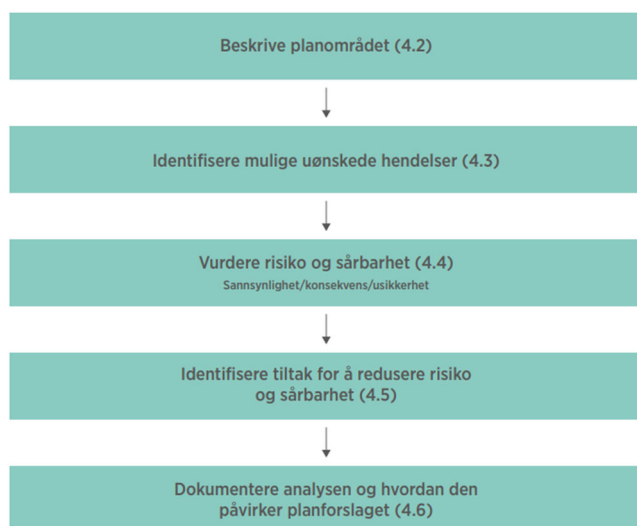 Beskrive planområdet (4.2)
Identifisere mulige uønskede hendelser (4.3)
Vurdere risiko og sårbarhet (4.4)
Sannsynlighet/konsekvens/usikkerhet
Identifisere tiltak for å redusere risiko
og sårbarhet (4.5)
Dokumentere analysen og hvordan den
påvirker planforslaget (4.6)